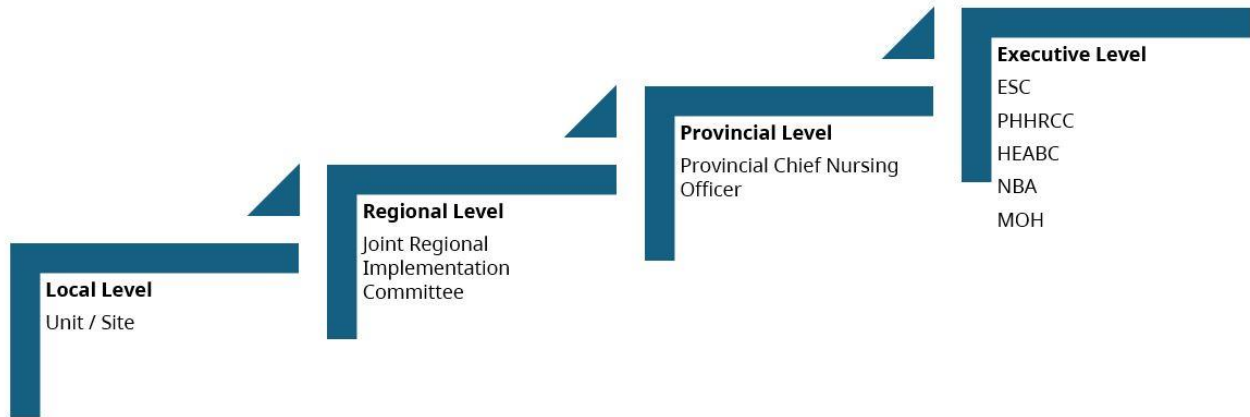 Local Level
Unit / Site
Regional Level
Joint Regional
Implementation
Committee
Provincial Level
Provincial Chief Nursing
Officer
Executive Level
ESC
PHHRCC
HEABC
NBA
MOH